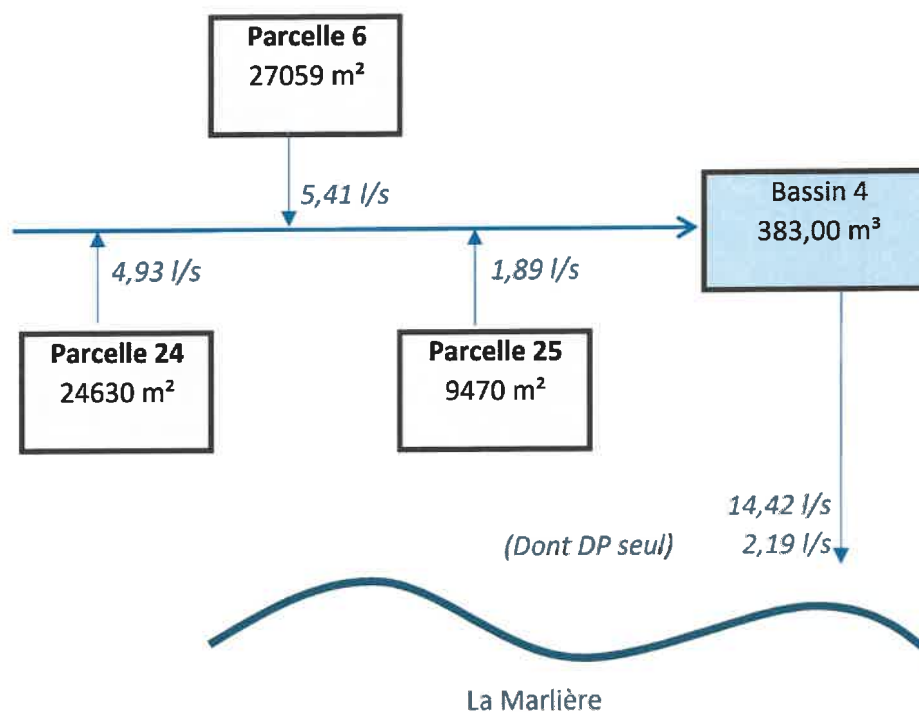 Parcelle 6
27059 m²
5,41 l/s
Bassin 4
383,00 m³
4,93 l/s
1,89 l/s
Parcelle 24
24630 m²
Parcelle 25
9470 m²
14,42 l/s
(Dont DP seul) 2,19 l/s
La Marlière